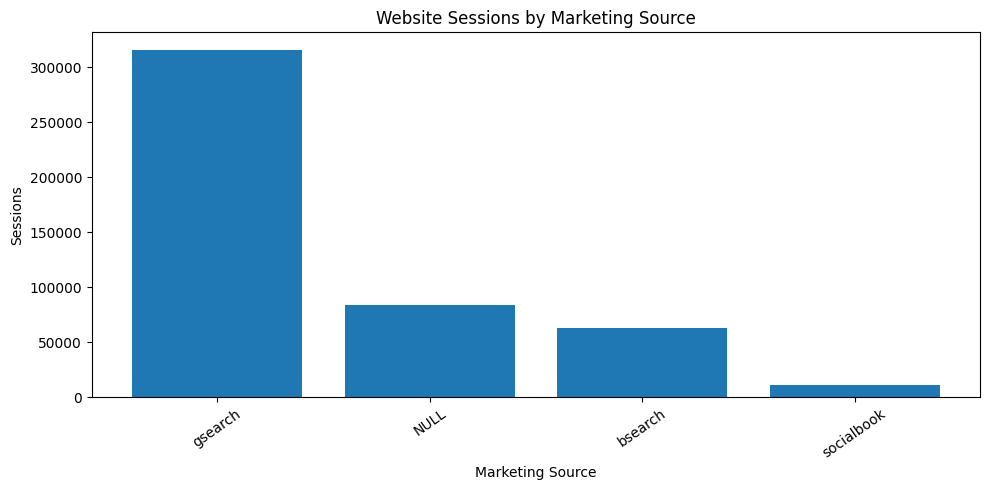 Website Sessions by Marketing Source
300000
250000
200000
150000
100000
50000
0
Sessions
gsearch
NULL
bsearch
socialbook
Marketing Source